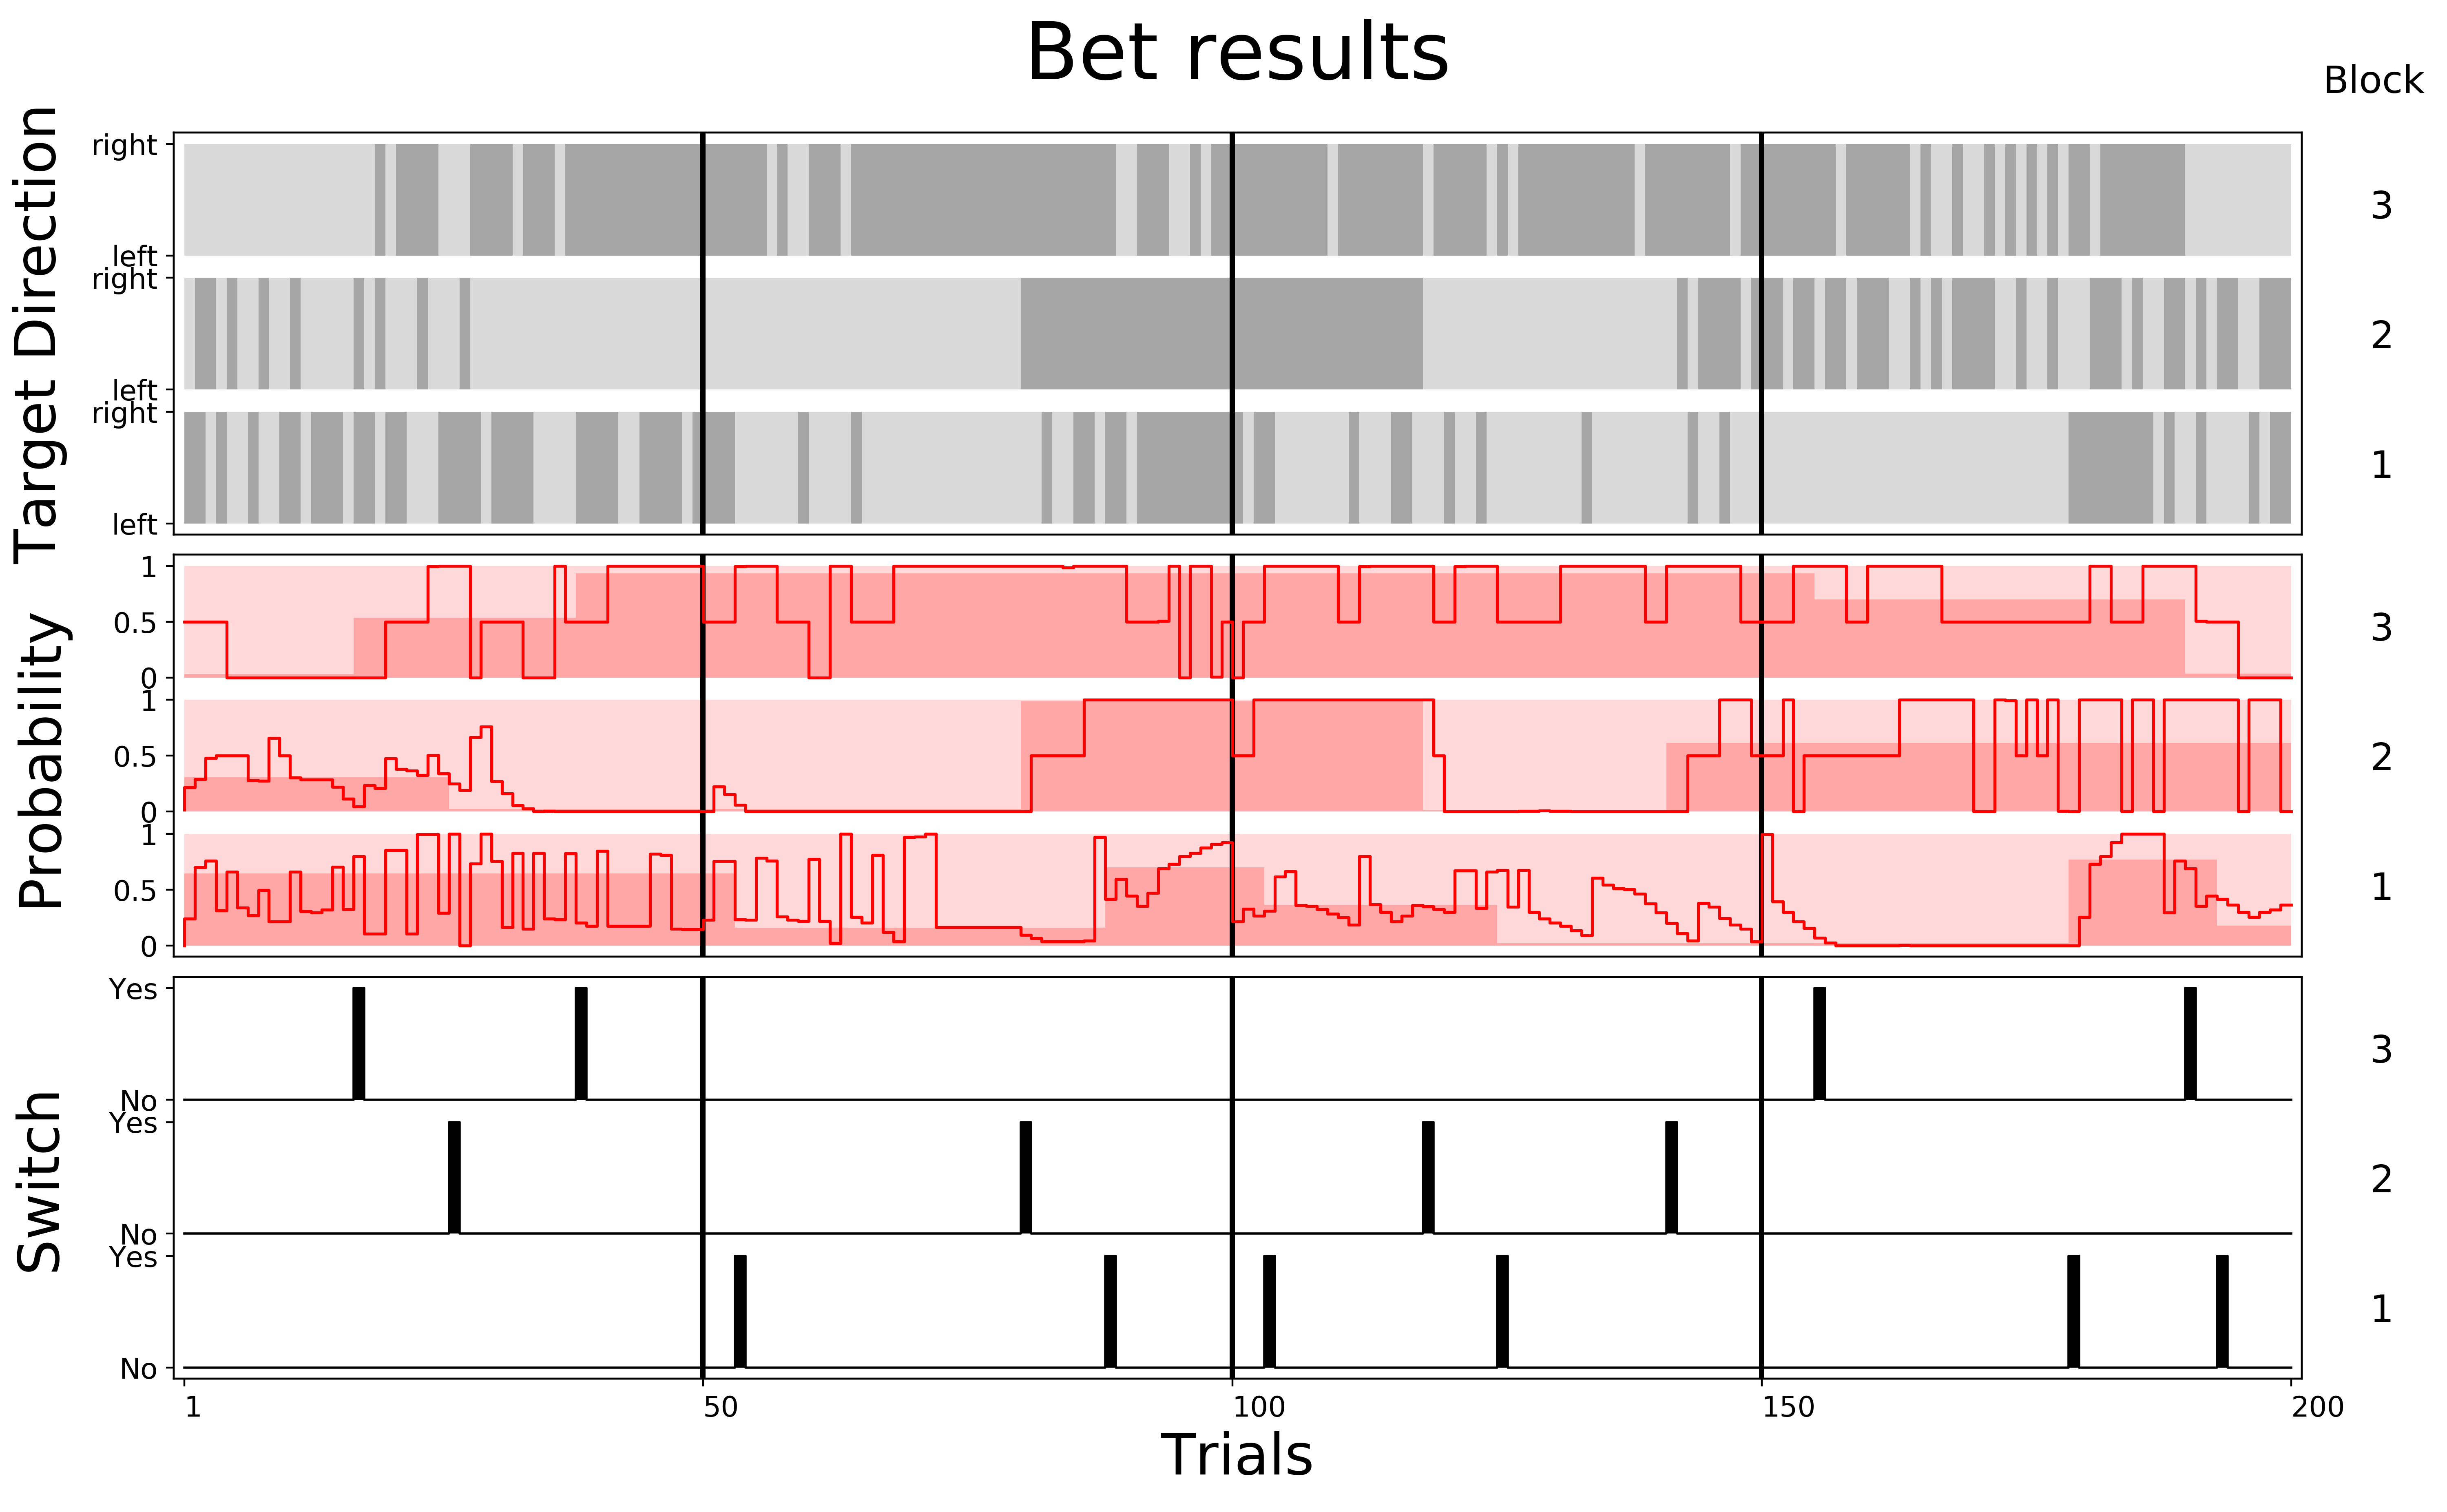 Bet results
Block
Target Direction
right
left
3
right
left
2
right
left
1
Probability
1
0.5
0
3
1
0.5
0
2
1
0.5
0
1
Switch
Yes
No
3
Yes
No
2
Yes
No
1
1
50
100
150
200
Trials